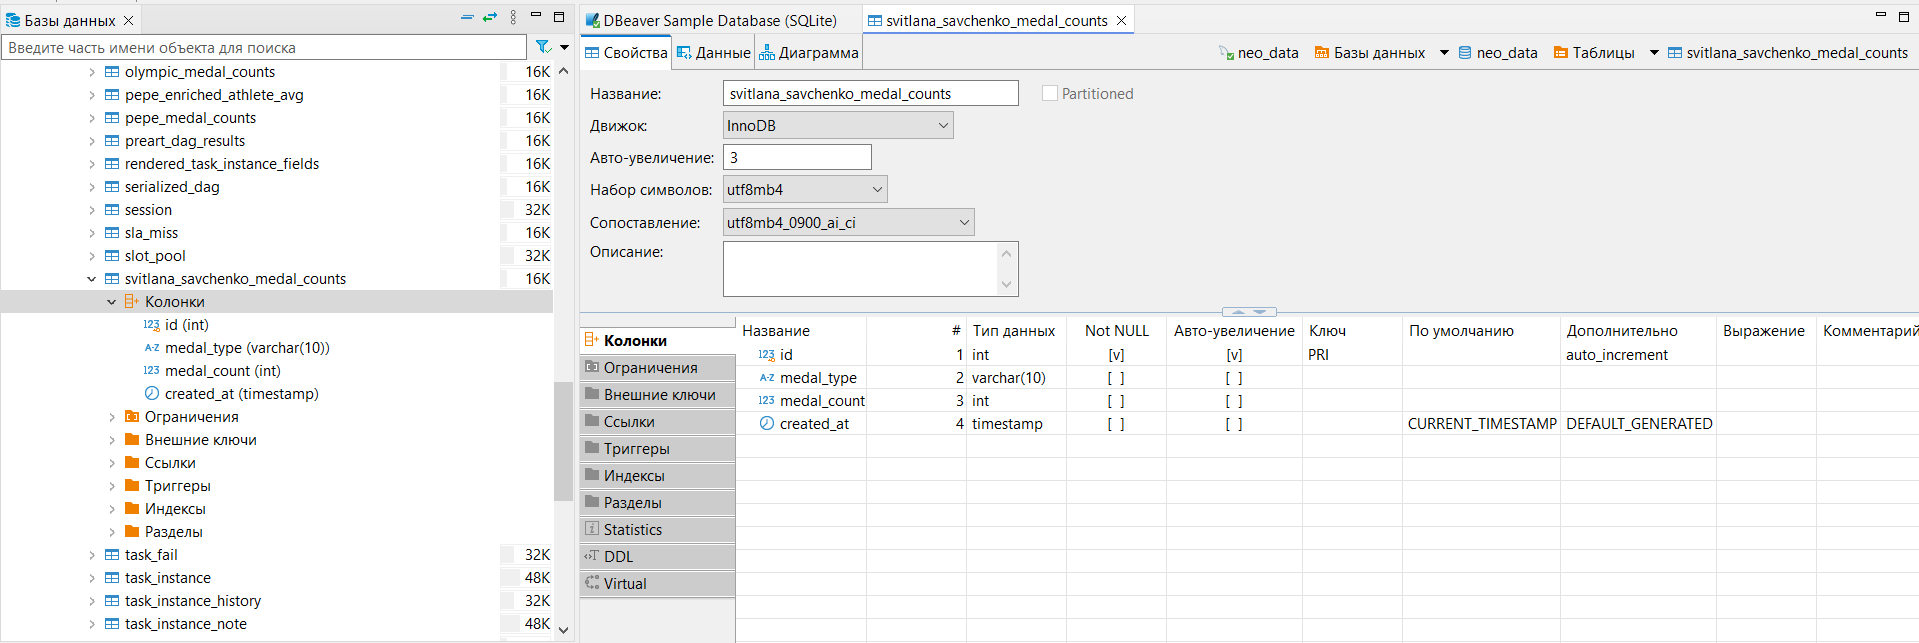 Базы данных
Введите часть имени объекта для поиска
olympic_medal_counts 16K
pepe_enriched_athlete_avg 16K
pepe_medal_counts 16K
preart_dag_results 16K
rendered_task_instance_fields 16K
serialized_dag 16K
session 32K
sla_miss 16K
slot_pool 32K
svitlana_savchenko_medal_counts 16K
Колонки
id (int)
medal_type (varchar(10))
medal_count (int)
created_at (timestamp)
Ограничения
Внешние ключи
Ссылки
Триггеры
Индексы
Разделы
task_fail 32K
task_instance 48K
task_instance_history 32K
task_instance_note 48K
DBeaver Sample Database (SQLite) svitlana_savchenko_medal_counts
Свойства Данные Диаграмма neo_data Базы данных neo_data Таблицы svitlana_savchenko_medal_counts
Название: svitlana_savchenko_medal_counts Partitioned
Движок: InnoDB
Авто-увеличение: 3
Набор символов: utf8mb4
Сопоставление: utf8mb4_0900_ai_ci
Описание:
Колонки
Ограничения
Внешние ключи
Ссылки
Триггеры
Индексы
Разделы
Statistics
DDL
Virtual
Название # Тип данных Not NULL Авто-увеличение Ключ По умолчанию Дополнительно Выражение Комментарий
123 id 1 int [v] [v] PRI auto_increment
A-Z medal_type 2 varchar(10) [ ] [ ]
123 medal_count 3 int [ ] [ ]
created_at 4 timestamp [ ] [ ] CURRENT_TIMESTAMP DEFAULT_GENERATED